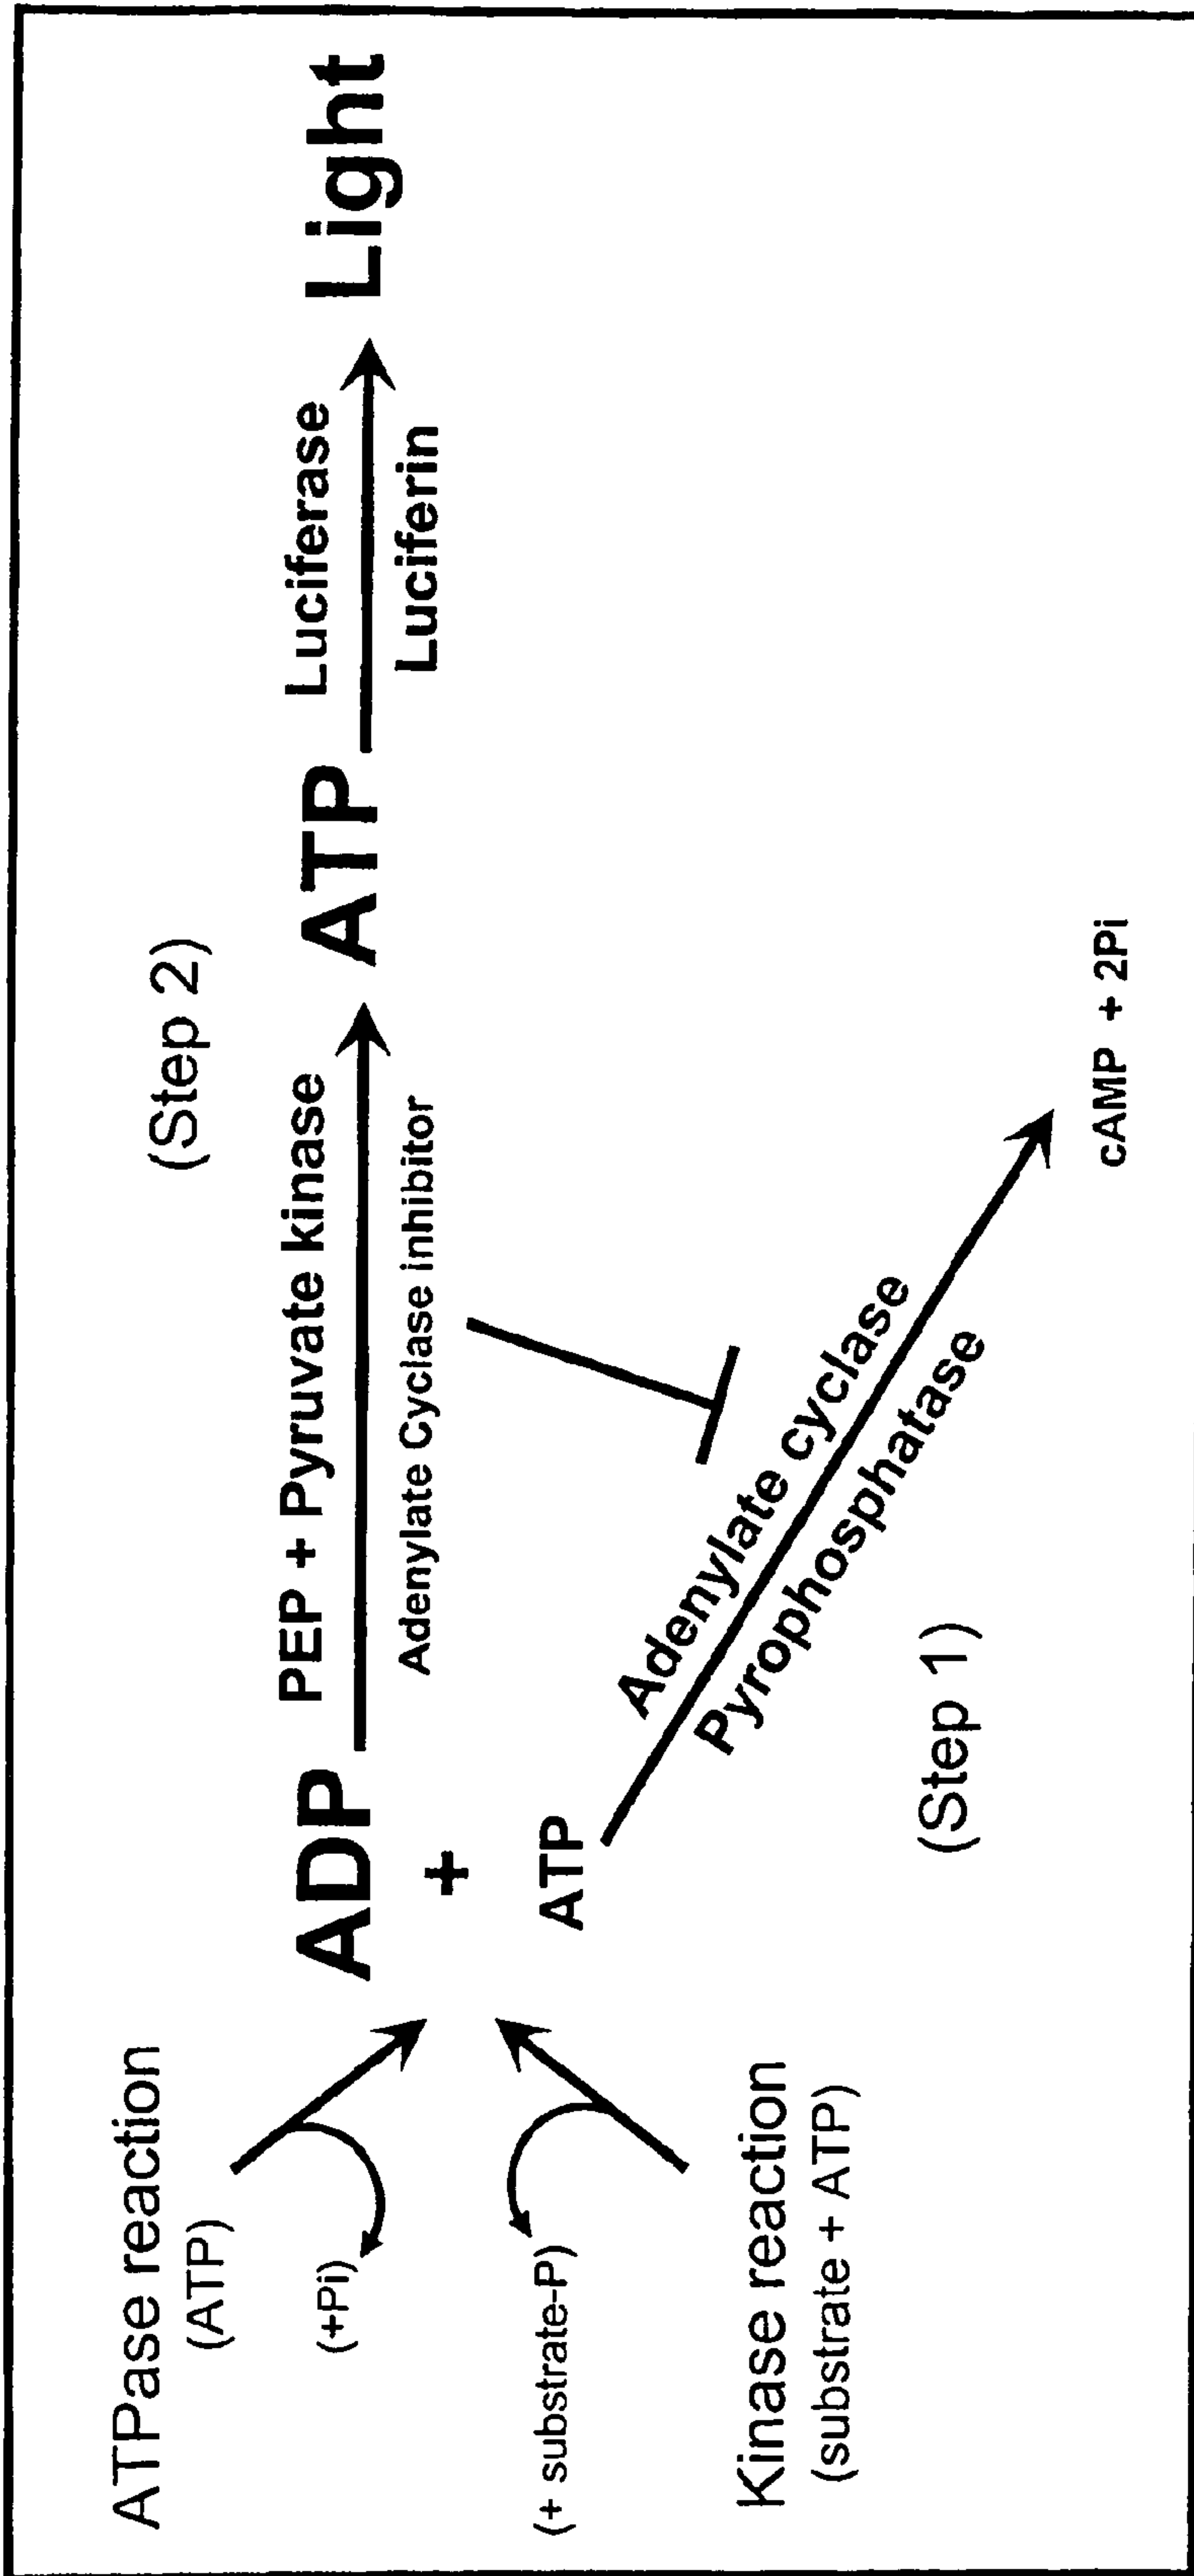 ATPase reaction
(ATP)
(+Pi)
(+ substrate-P)
Kinase reaction
(substrate + ATP)
ADP
+
ATP
(Step 2)
PEP + Pyruvate kinase
Adenylate Cyclase inhibitor
ATP
Luciferase
Luciferin
Light
Adenylate cyclase
Pyrophosphatase
(Step 1)
cAMP + 2Pi